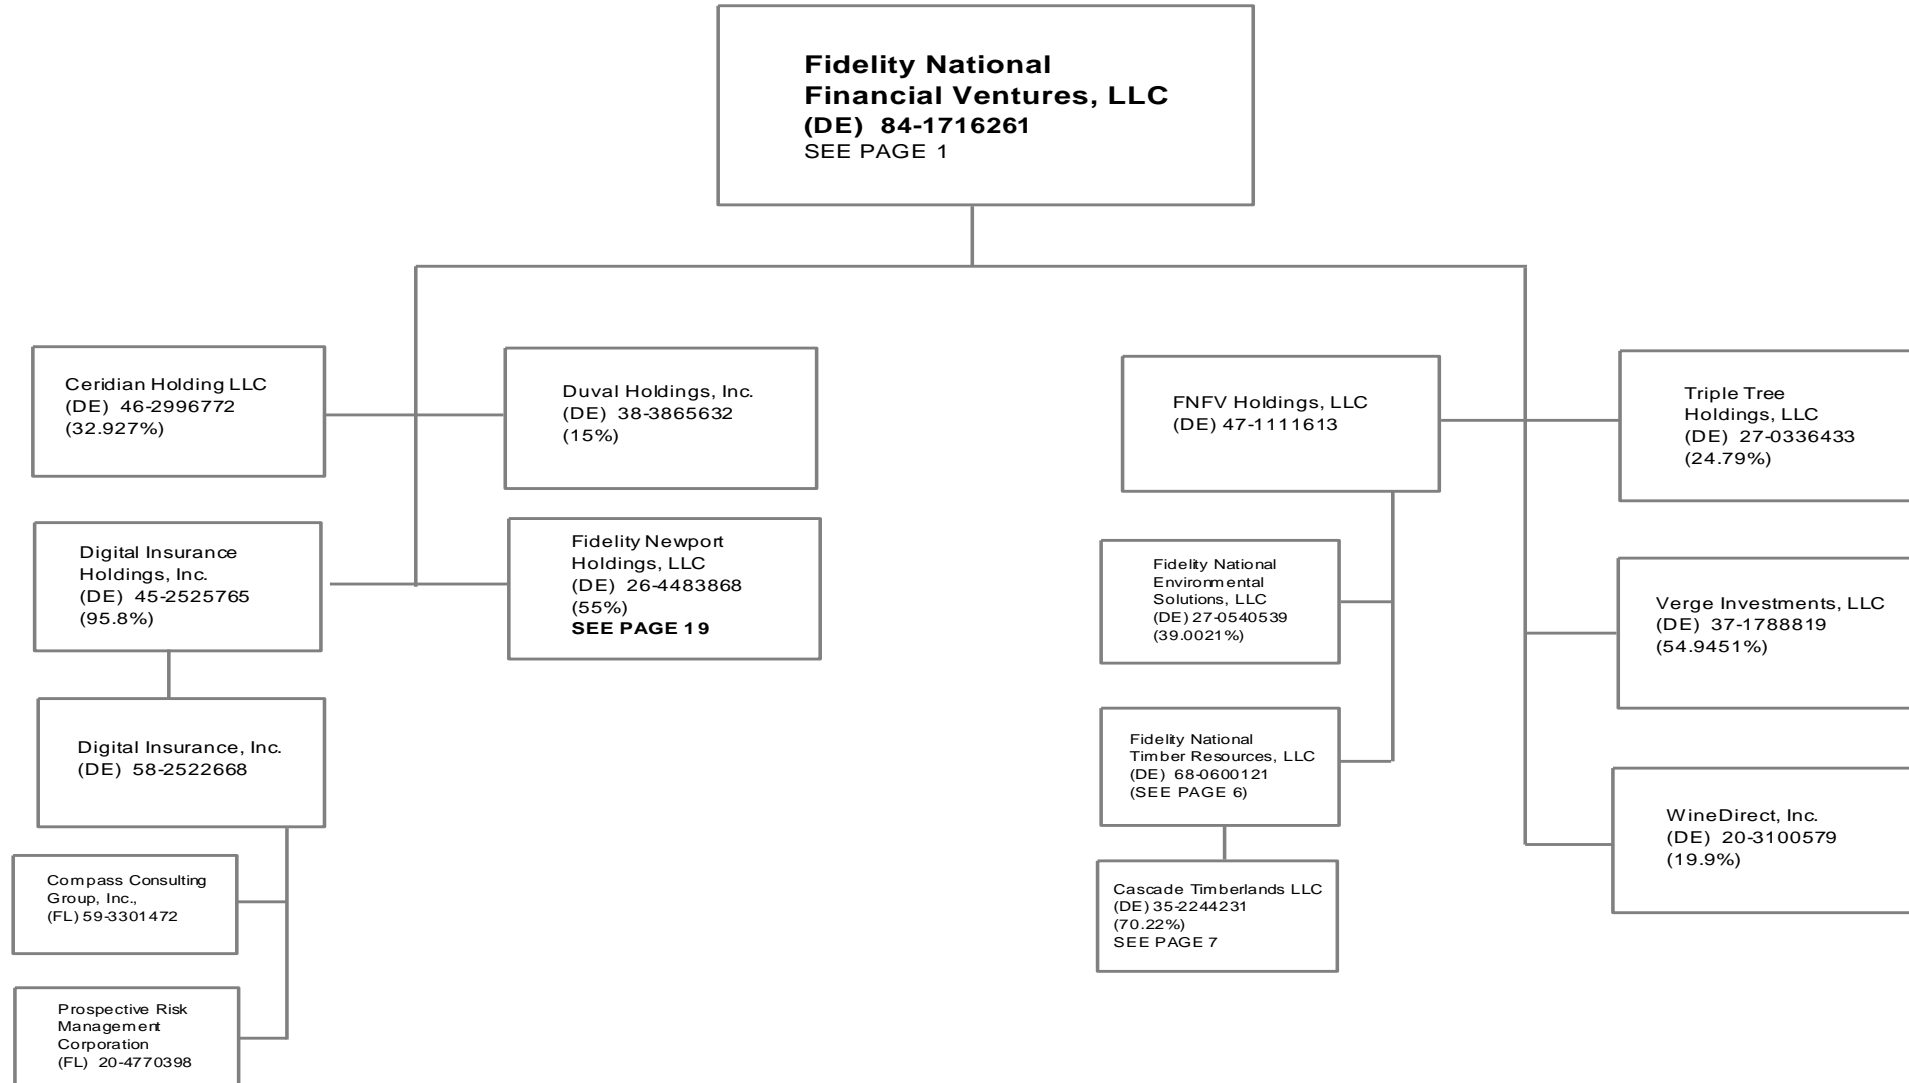 Fidelity National
Financial Ventures, LLC
(DE) 84-1716261
SEE PAGE 1
Ceridian Holding LLC
(DE) 46-2996772
(32.927%)
Duval Holdings, Inc.
(DE) 38-3865632
(15%)
FNFV Holdings, LLC
(DE) 47-1111613
Triple Tree
Holdings, LLC
(DE) 27-0336433
(24.79%)
Digital Insurance
Holdings, Inc.
(DE) 45-2525765
(95.8%)
Fidelity Newport
Holdings, LLC
(DE) 26-4483868
(55%)
SEE PAGE 19
Fidelity National
Environmental
Solutions, LLC
(DE) 27-0540539
(39.0021%)
Verge Investments, LLC
(DE) 37-1788819
(54.9451%)
Digital Insurance, Inc.
(DE) 58-2522668
Fidelity National
Timber Resources, LLC
(DE) 68-0600121
(SEE PAGE 6)
WineDirect, Inc.
(DE) 20-3100579
(19.9%)
Compass Consulting
Group, Inc.,
(FL) 59-3301472
Cascade Timberlands LLC
(DE) 35-2244231
(70.22%)
SEE PAGE 7
Prospective Risk
Management
Corporation
(FL) 20-4770398